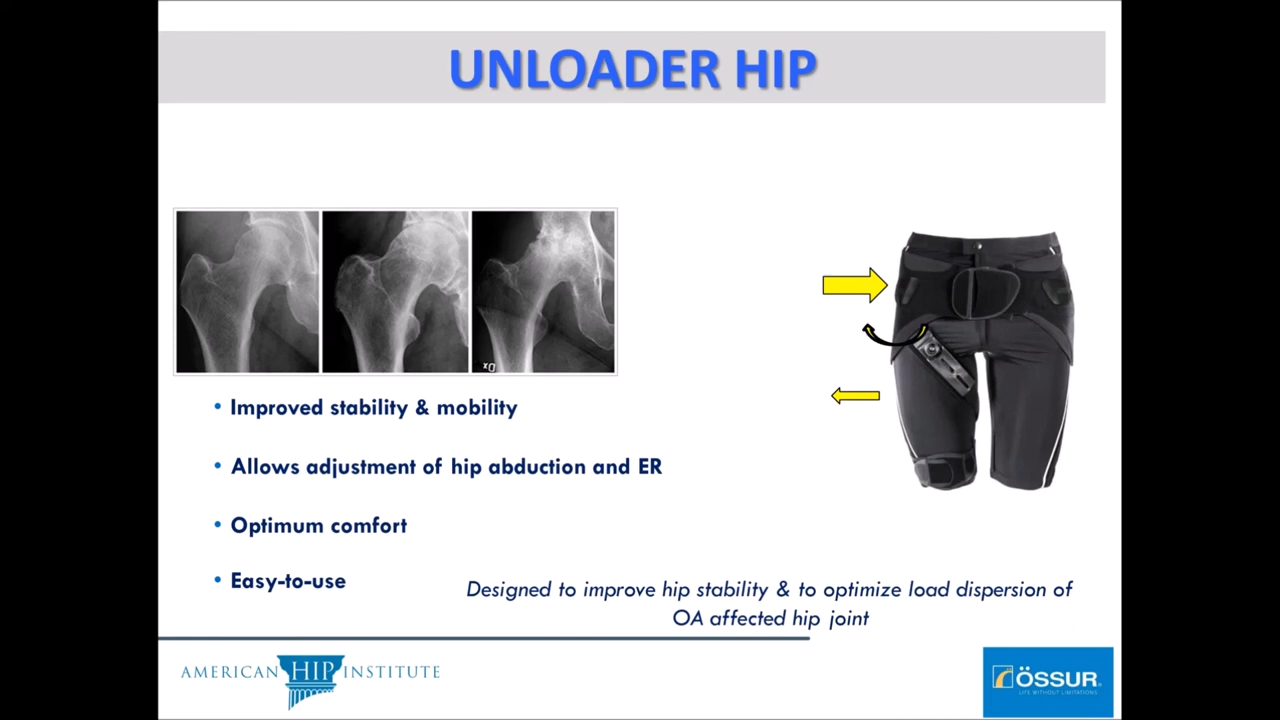 UNLOADER HIP
• Improved stability & mobility
• Allows adjustment of hip abduction and ER
• Optimum comfort
• Easy-to-use
Designed to improve hip stability & to optimize load dispersion of
OA affected hip joint
AMERICAN HIP INSTITUTE
ÖSSUR®
LIFE WITHOUT LIMITATIONS